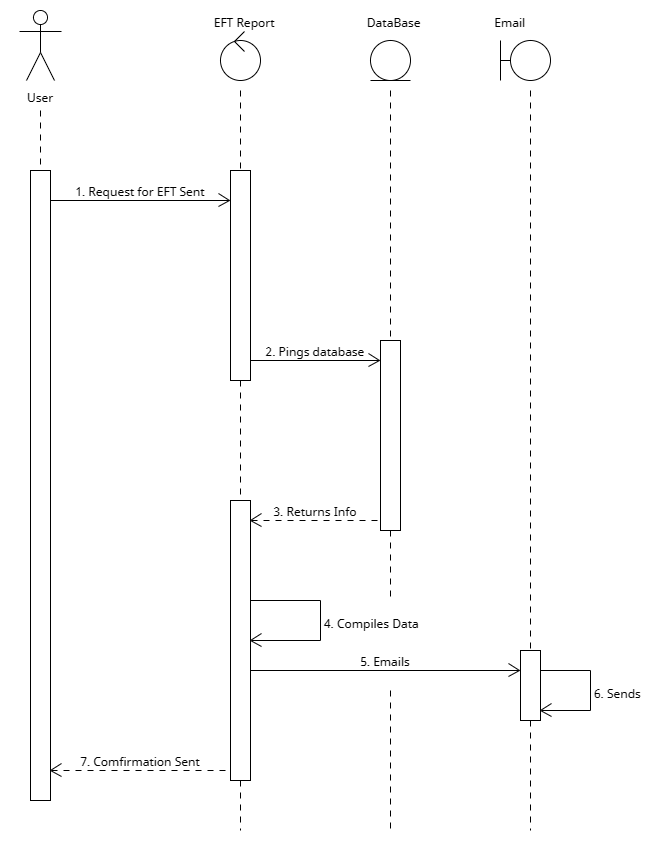 EFT Report
DataBase
Email
User
1. Request for EFT Sent
2. Pings database
3. Returns Info
4. Compiles Data
5. Emails
6. Sends
7. Comfirmation Sent